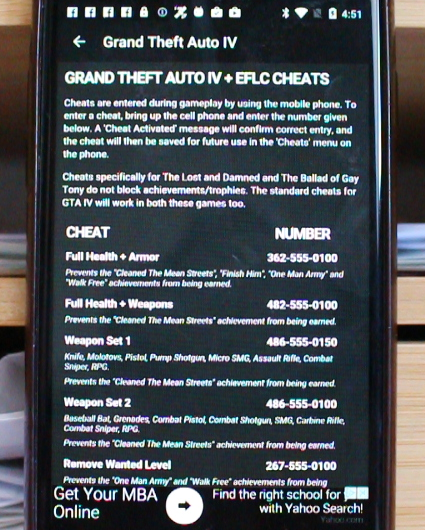 4:51
Grand Theft Auto IV
GRAND THEFT AUTO IV + EFLC CHEATS
Cheats are entered during gameplay by using the mobile phone. To
enter a cheat, bring up the cell phone and enter the number given
below. A 'Cheat Activated' message will confirm correct entry, and
the cheat will then be saved for future use in the 'Cheats' menu on
the phone.
Cheats specifically for The Lost and Damned and The Ballad of Gay
Tony do not block achievements/trophies. The standard cheats for
GTA IV will work in both these games too.
CHEAT NUMBER
Full Health + Armor 362-555-0100
Prevents the "Cleaned The Mean Streets", "Finish Him", "One Man Army" and
"Walk Free" achievements from being earned.
Full Health + Weapons 482-555-0100
Prevents the "Cleaned The Mean Streets" achievement from being earned.
Weapon Set 1 486-555-0150
Knife, Molotovs, Pistol, Pump Shotgun, Micro SMG, Assault Rifle, Combat
Sniper, RPG.
Prevents the "Cleaned The Mean Streets" achievement from being earned.
Weapon Set 2 486-555-0100
Baseball Bat, Grenades, Combat Pistol, Combat Shotgun, SMG, Carbine Rifle,
Combat Sniper, RPG.
Prevents the "Cleaned The Mean Streets" achievement from being earned.
Remove Wanted Level 267-555-0100
Prevents the "One Man Army" and "Walk Free" achievements from being
Get Your MBA Find the right school for
Online with Yahoo Search!
Yahoo.com